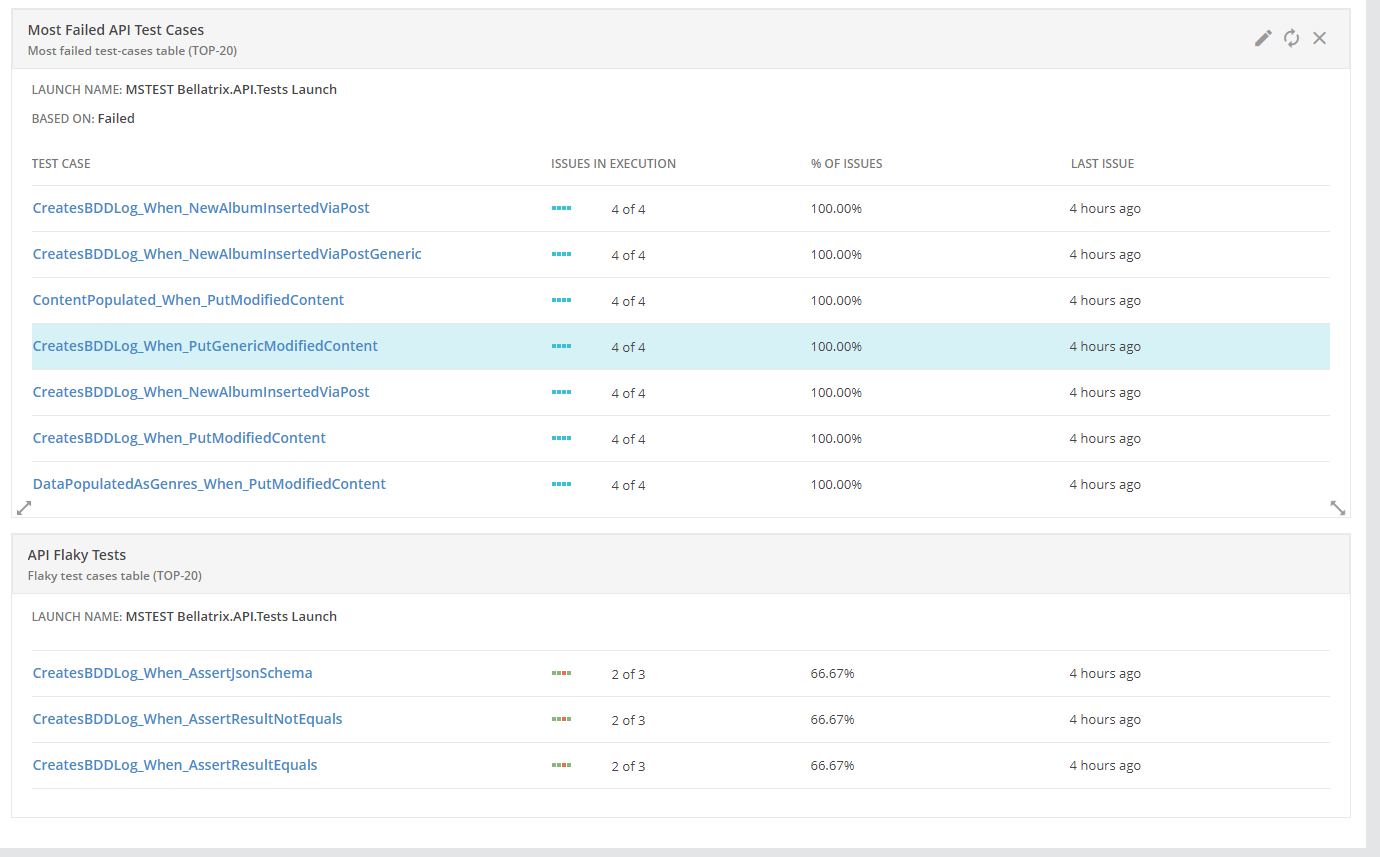 Most Failed API Test Cases
Most failed test-cases table (TOP-20)
LAUNCH NAME: MSTEST Bellatrix.API.Tests Launch
BASED ON: Failed
TEST CASE ISSUES IN EXECUTION % OF ISSUES LAST ISSUE
CreatesBDDLog_When_NewAlbumInsertedViaPost 4 of 4 100.00% 4 hours ago
CreatesBDDLog_When_NewAlbumInsertedViaPostGeneric 4 of 4 100.00% 4 hours ago
ContentPopulated_When_PutModifiedContent 4 of 4 100.00% 4 hours ago
CreatesBDDLog_When_PutGenericModifiedContent 4 of 4 100.00% 4 hours ago
CreatesBDDLog_When_NewAlbumInsertedViaPost 4 of 4 100.00% 4 hours ago
CreatesBDDLog_When_PutModifiedContent 4 of 4 100.00% 4 hours ago
DataPopulatedAsGenres_When_PutModifiedContent 4 of 4 100.00% 4 hours ago
API Flaky Tests
Flaky test cases table (TOP-20)
LAUNCH NAME: MSTEST Bellatrix.API.Tests Launch
CreatesBDDLog_When_AssertJsonSchema 2 of 3 66.67% 4 hours ago
CreatesBDDLog_When_AssertResultNotEquals 2 of 3 66.67% 4 hours ago
CreatesBDDLog_When_AssertResultEquals 2 of 3 66.67% 4 hours ago